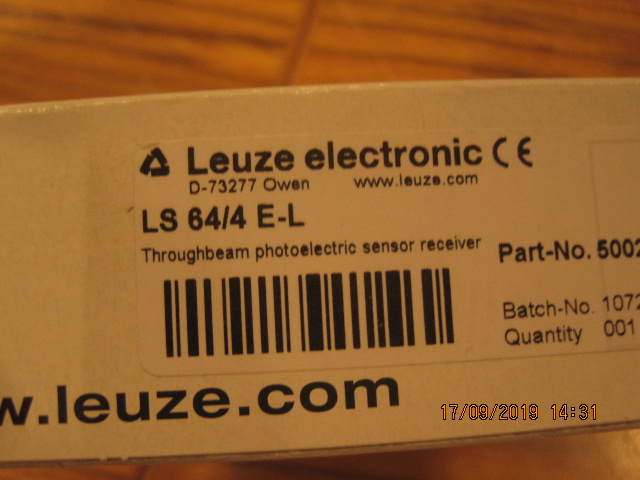 Leuze electronic CE
D-73277 Owen www.leuze.com
LS 64/4 E-L
Throughbeam photoelectric sensor receiver
Part-No. 5002
Batch-No. 1072
Quantity 001
w.leuze.com
17/09/2019 14:31